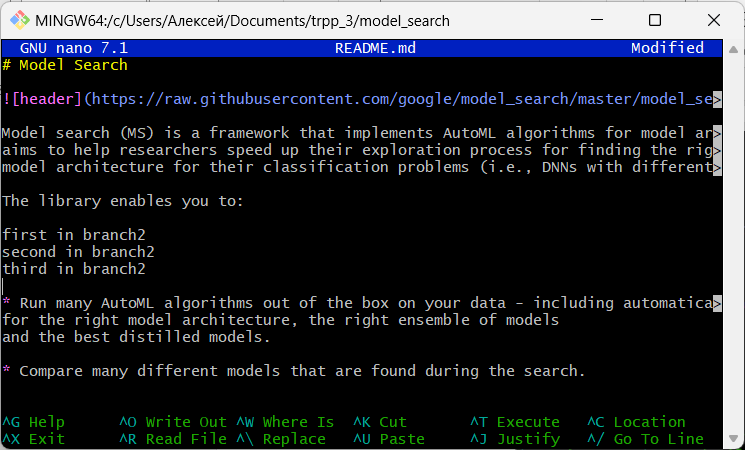 MINGW64:/c/Users/Алексей/Documents/trpp_3/model_search
GNU nano 7.1 README.md Modified
# Model Search
![header](https://raw.githubusercontent.com/google/model_search/master/model_se>
Model search (MS) is a framework that implements AutoML algorithms for model ar>
aims to help researchers speed up their exploration process for finding the rig>
model architecture for their classification problems (i.e., DNNs with different>
The library enables you to:
first in branch2
second in branch2
third in branch2
* Run many AutoML algorithms out of the box on your data - including automatica>
for the right model architecture, the right ensemble of models
and the best distilled models.
* Compare many different models that are found during the search.
^G Help ^O Write Out ^W Where Is ^K Cut ^T Execute ^C Location
^X Exit ^R Read File ^\ Replace ^U Paste ^J Justify ^/ Go To Line